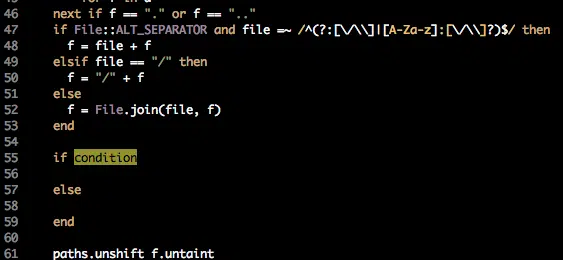 46 next if f == "." or f == ".."
47 if File::ALT_SEPARATOR and file =~ /^(?:[\/\\]|[A-Za-z]:[\/\\]?)$/ then
48 f = file + f
49 elsif file == "/" then
50 f = "/" + f
51 else
52 f = File.join(file, f)
53 end
54
55 if condition
56
57 else
58
59 end
60
61 paths.unshift f.untaint